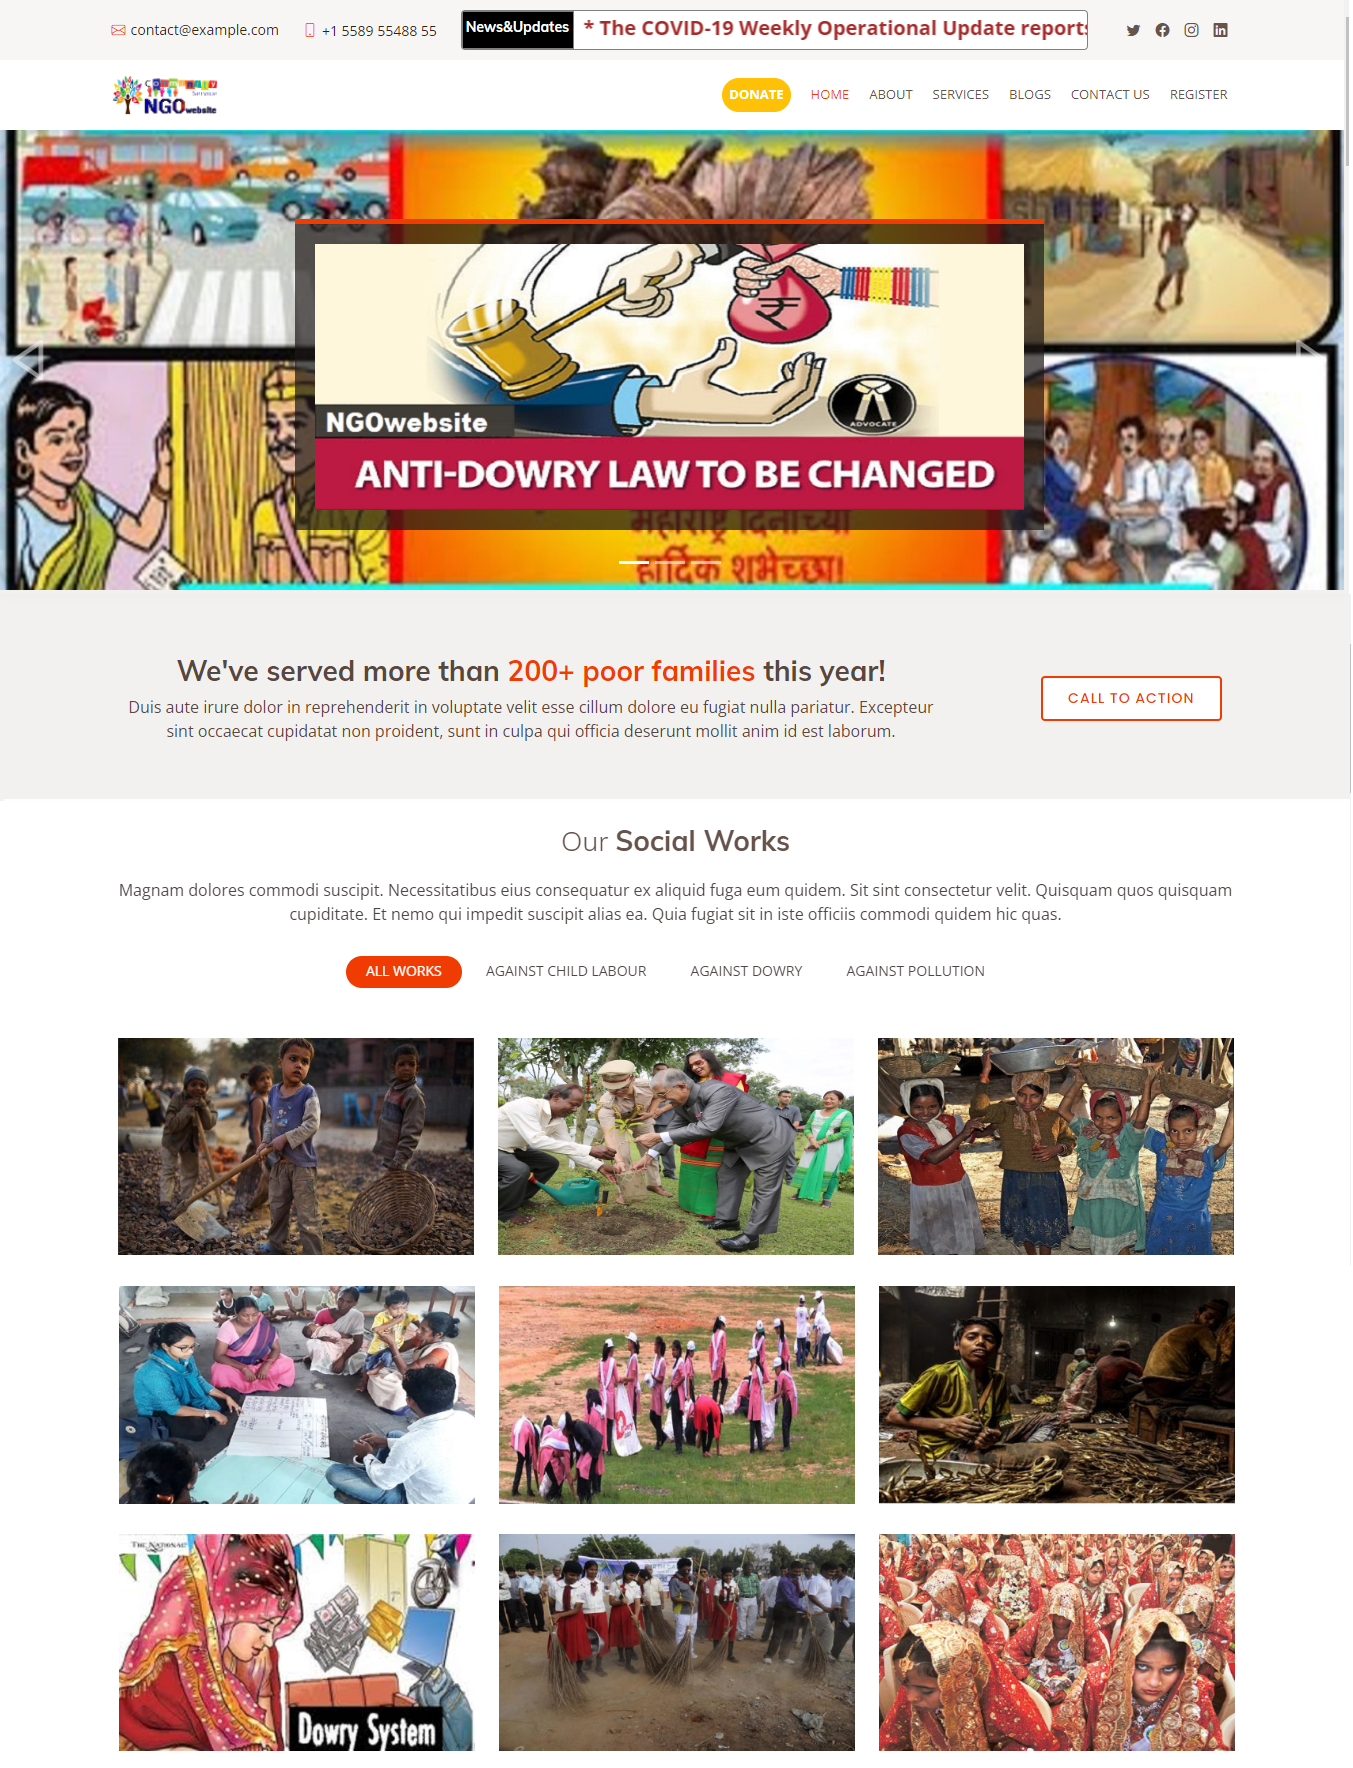 contact@example.com
+1 5589 55488 55
News&Updates
* The COVID-19 Weekly Operational Update reports
Community
NGOwebsite
DONATE
HOME
ABOUT
SERVICES
BLOGS
CONTACT US
REGISTER
₹
ADVOCATE
NGOwebsite
ANTI-DOWRY LAW TO BE CHANGED
महाराष्ट्र दिनाच्या
हार्दिक शुभेच्छा!
We've served more than 200+ poor families this year!
Duis aute irure dolor in reprehenderit in voluptate velit esse cillum dolore eu fugiat nulla pariatur. Excepteur
sint occaecat cupidatat non proident, sunt in culpa qui officia deserunt mollit anim id est laborum.
CALL TO ACTION
Our Social Works
Magnam dolores commodi suscipit. Necessitatibus eius consequatur ex aliquid fuga eum quidem. Sit sint consectetur velit. Quisquam quos quisquam
cupiditate. Et nemo qui impedit suscipit alias ea. Quia fugiat sit in iste officiis commodi quidem hic quas.
ALL WORKS
AGAINST CHILD LABOUR
AGAINST DOWRY
AGAINST POLLUTION
THE NATIONAL
Dowry System